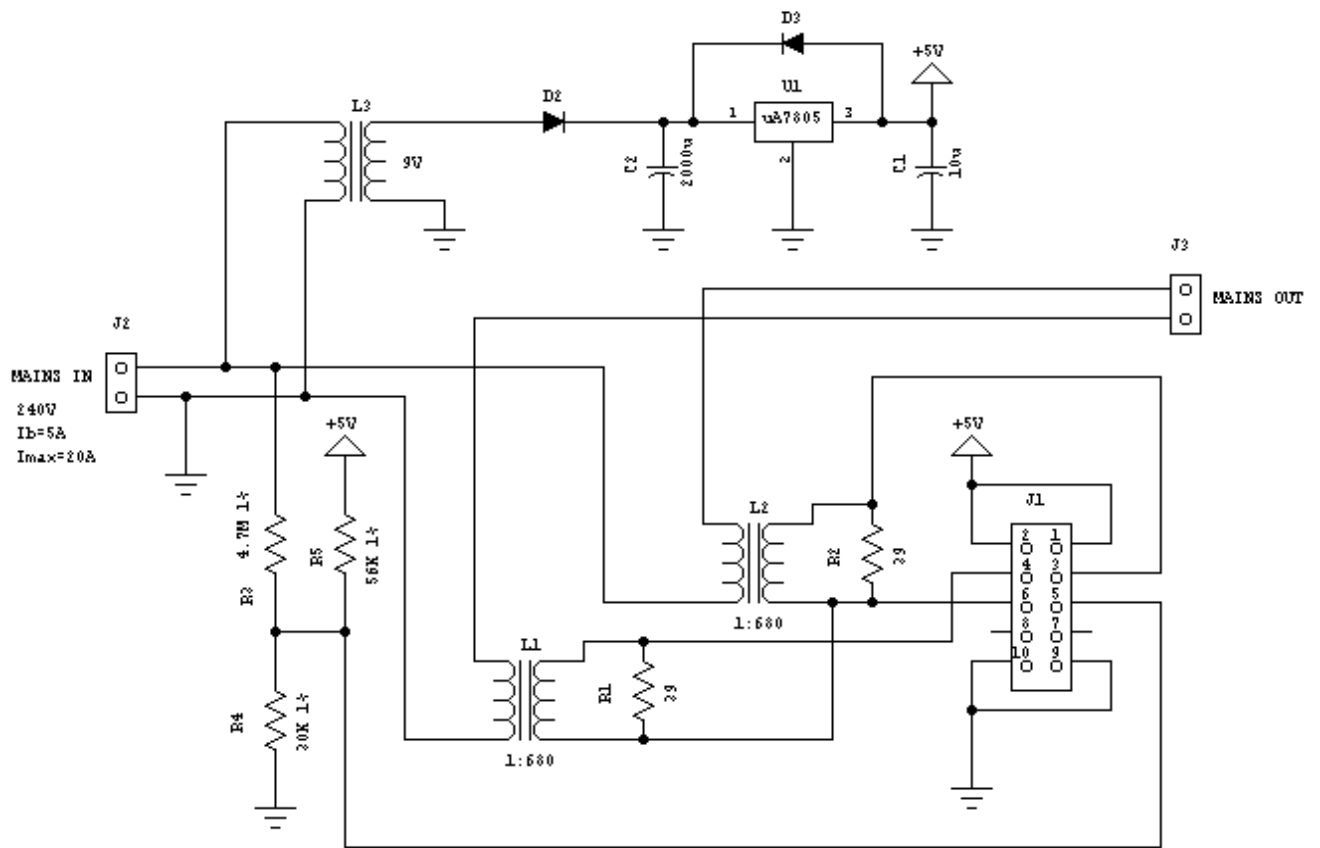 D3
+5V
U1
L3
D2
1
uA7805
3
9V
2
C2
2000u
C1
10u
J3
MAINS OUT
J2
MAINS IN
240V
Ib=5A
Imax=20A
+5V
+5V
4.7M 1%
R3
R5
56K 1%
L2
R2
39
J1
2 1
4 3
6 5
8 7
10 9
1:680
L1
R1
39
R4
30K 1%
1:680